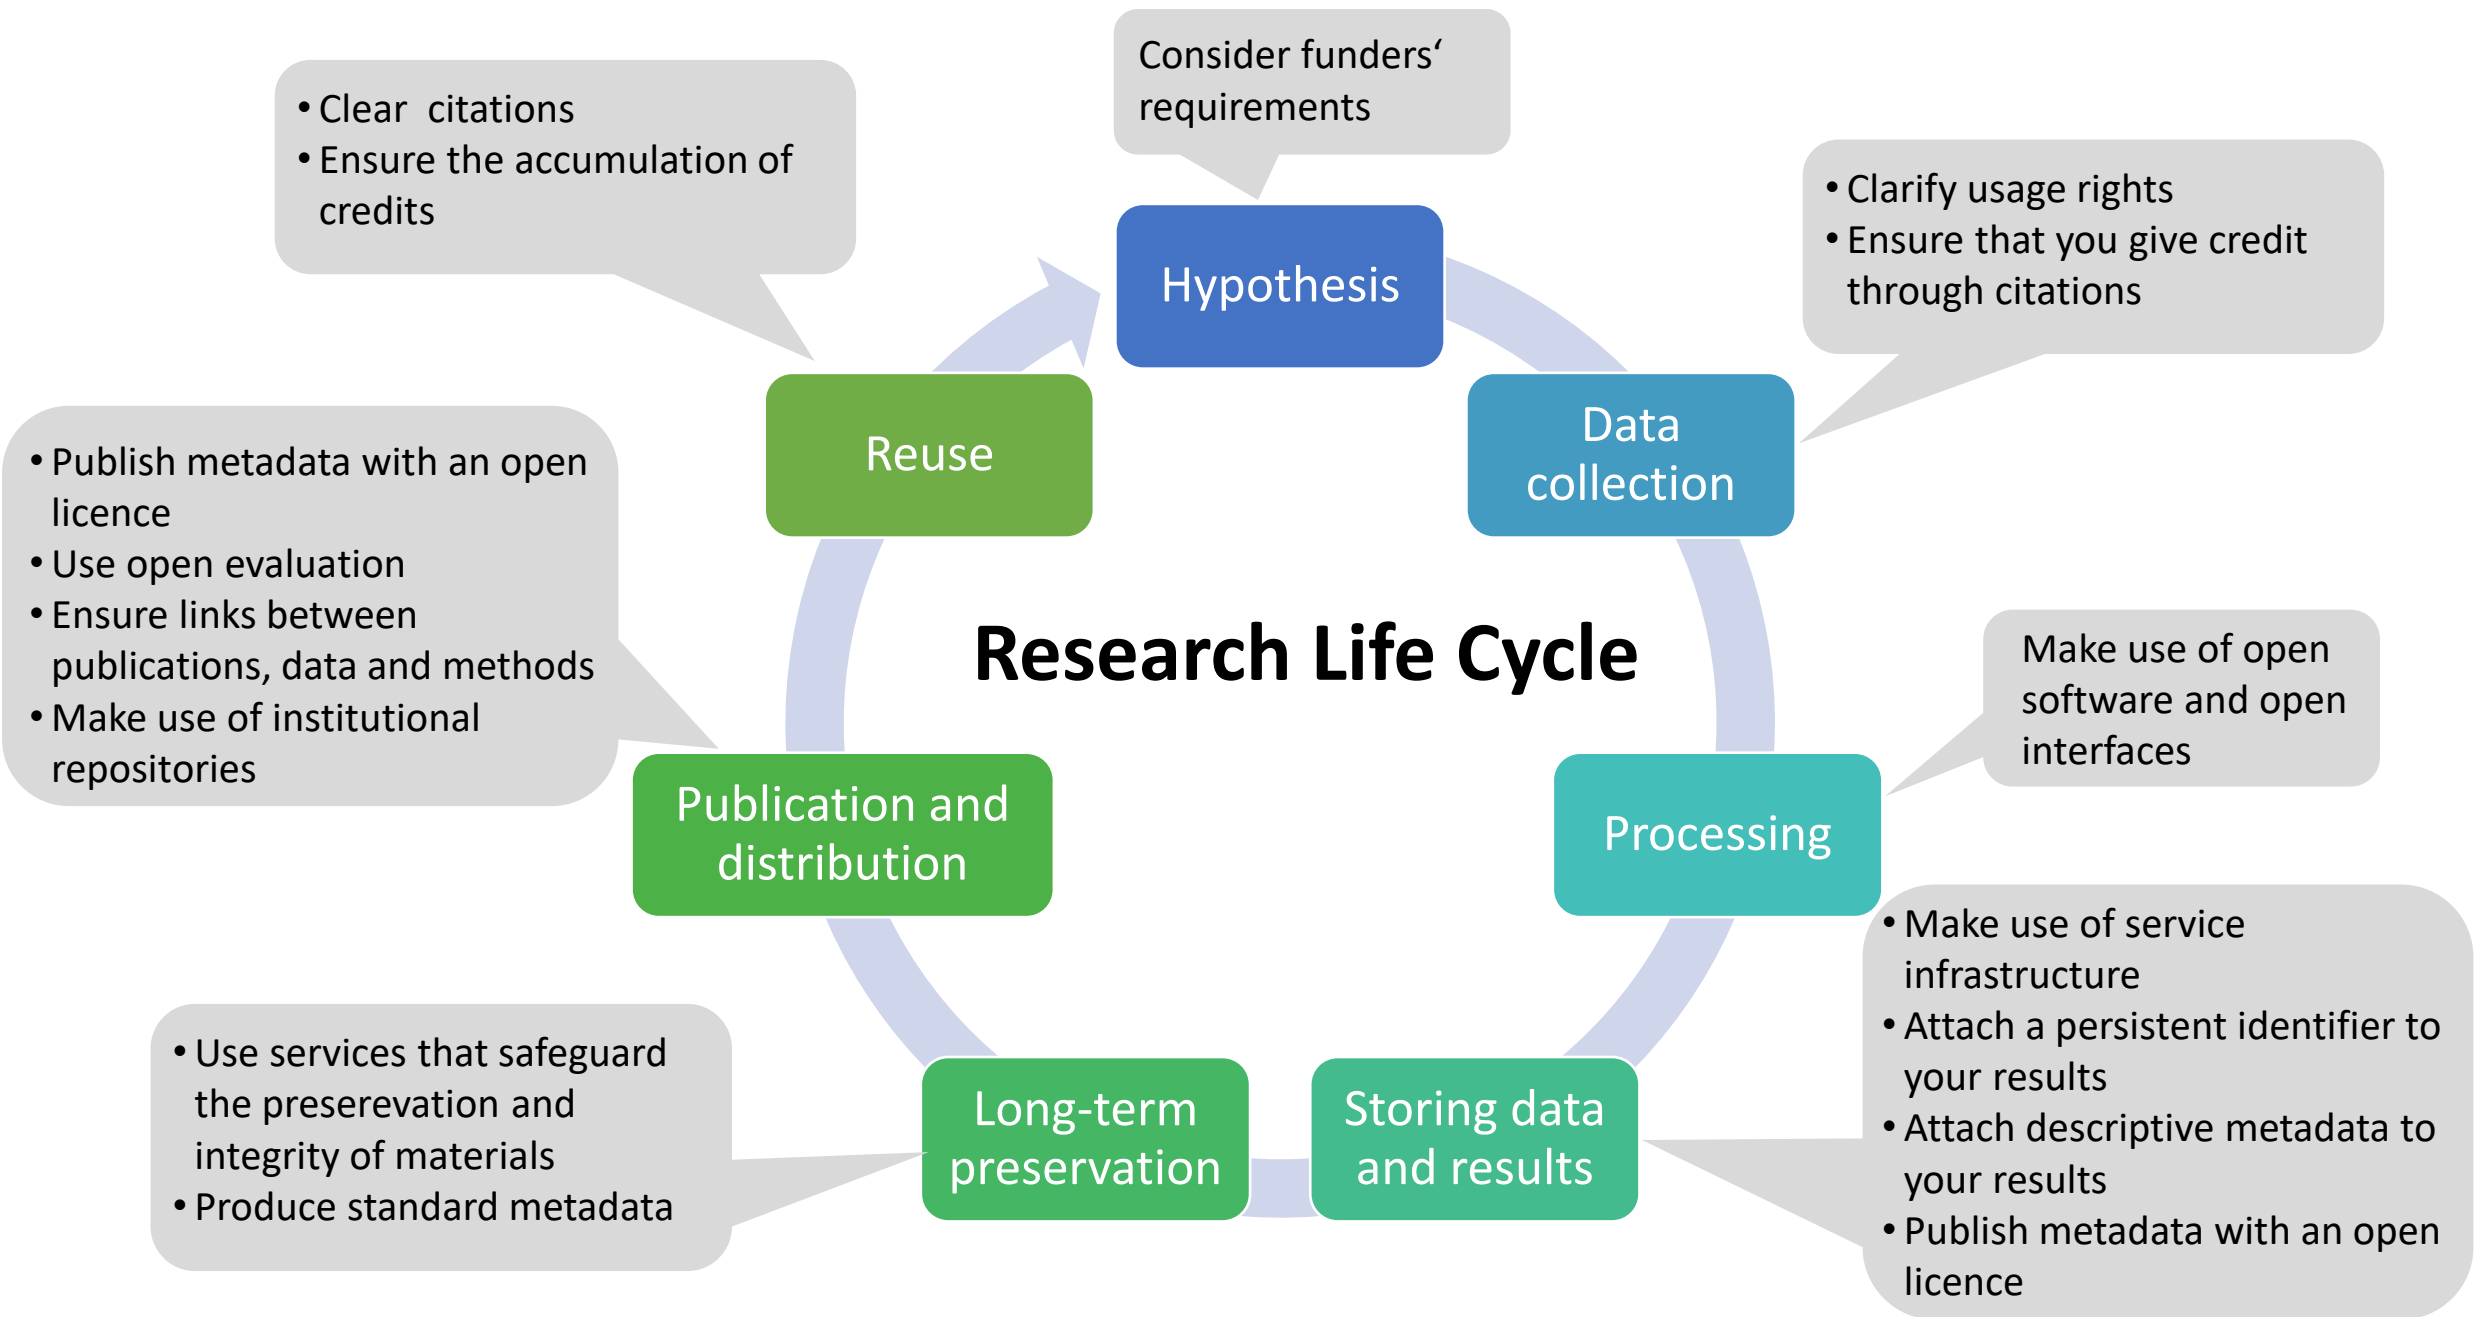 Consider funders‘
requirements
• Clear  citations
• Ensure the accumulation of
credits
• Clarify usage rights
• Ensure that you give credit
through citations
Hypothesis
Reuse
Data
collection
• Publish metadata with an open
licence
• Use open evaluation
• Ensure links between
publications, data and methods
• Make use of institutional
repositories
Research Life Cycle
Make use of open
software and open
interfaces
Publication and
distribution
Processing
• Make use of service
infrastructure
• Attach a persistent identifier to
your results
• Attach descriptive metadata to
your results
• Publish metadata with an open
licence
• Use services that safeguard
the preserevation and
integrity of materials
• Produce standard metadata
Long-term
preservation
Storing data
and results